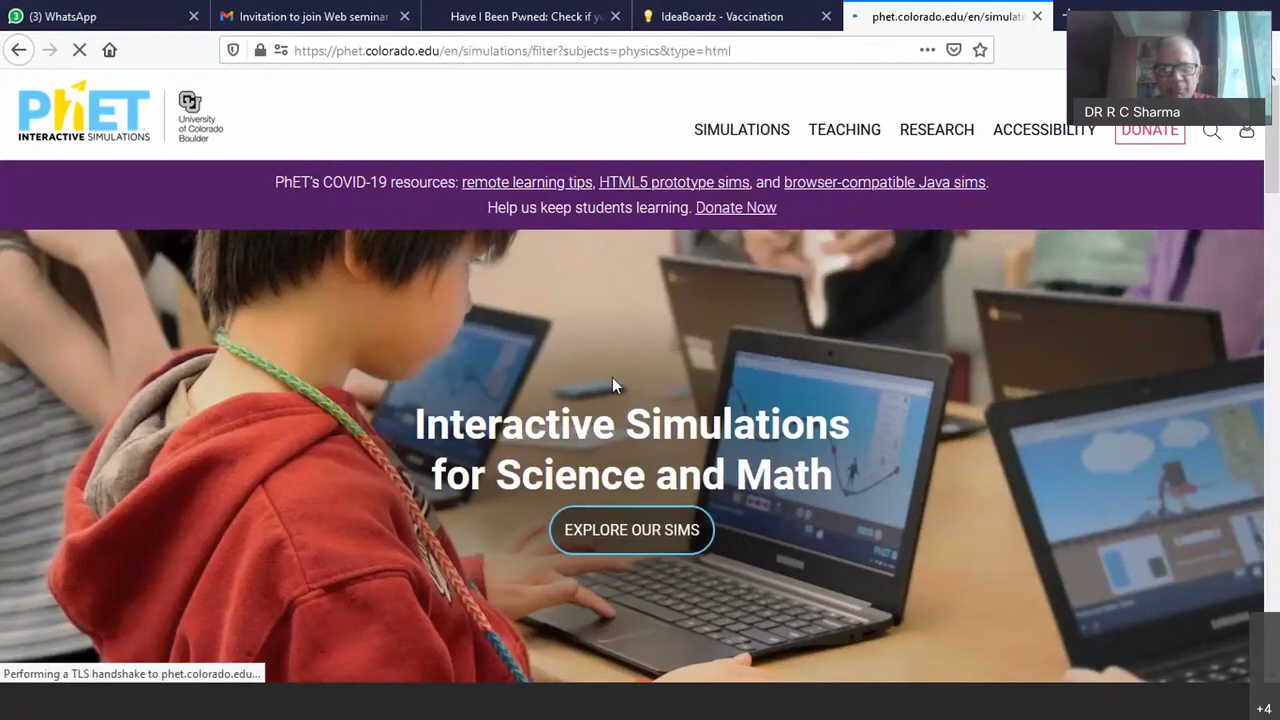 (3) WhatsApp
Invitation to join Web seminar
Have I Been Pwned: Check if yo
IdeaBoardz - Vaccination
phet.colorado.edu/en/simulati
https://phet.colorado.edu/en/simulations/filter?subjects=physics&type=html
DR R C Sharma
PhET
INTERACTIVE SIMULATIONS
CU
University of Colorado
Boulder
SIMULATIONS
TEACHING
RESEARCH
ACCESSIBILITY
DONATE
PhET's COVID-19 resources: remote learning tips, HTML5 prototype sims, and browser-compatible Java sims.
Help us keep students learning. Donate Now
Interactive Simulations
for Science and Math
EXPLORE OUR SIMS
Performing a TLS handshake to phet.colorado.edu...
+4